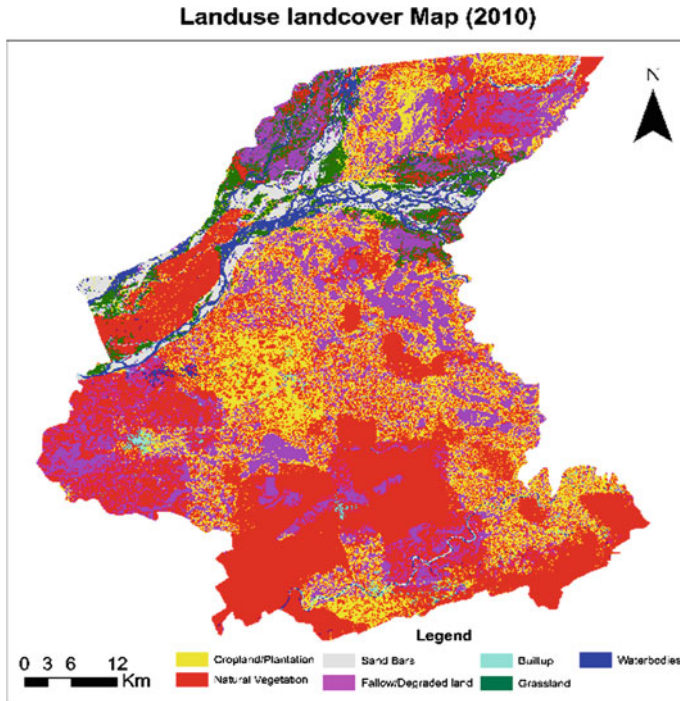 Landuse landcover Map (2010)
N
Legend
Cropland/Plantation Sand Bars Builtup Waterbodies
Natural Vegetation Fallow/Degraded land Grassland
0 3 6 12
Km